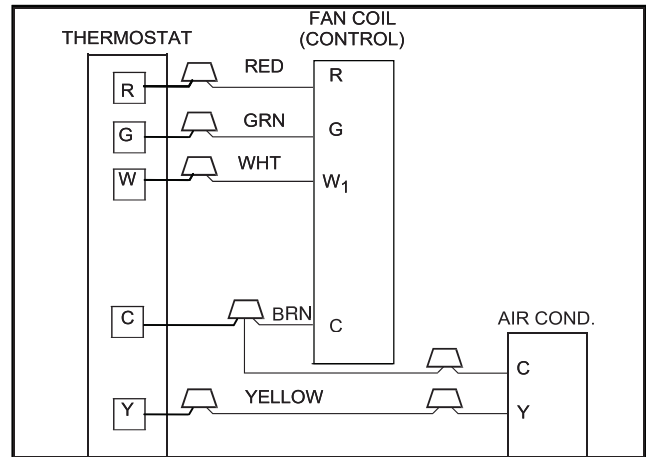 FAN COIL
(CONTROL)
THERMOSTAT
RED
R
R
GRN
G
G
WHT
W
W1
BRN
C
C
AIR COND.
C
YELLOW
Y
Y